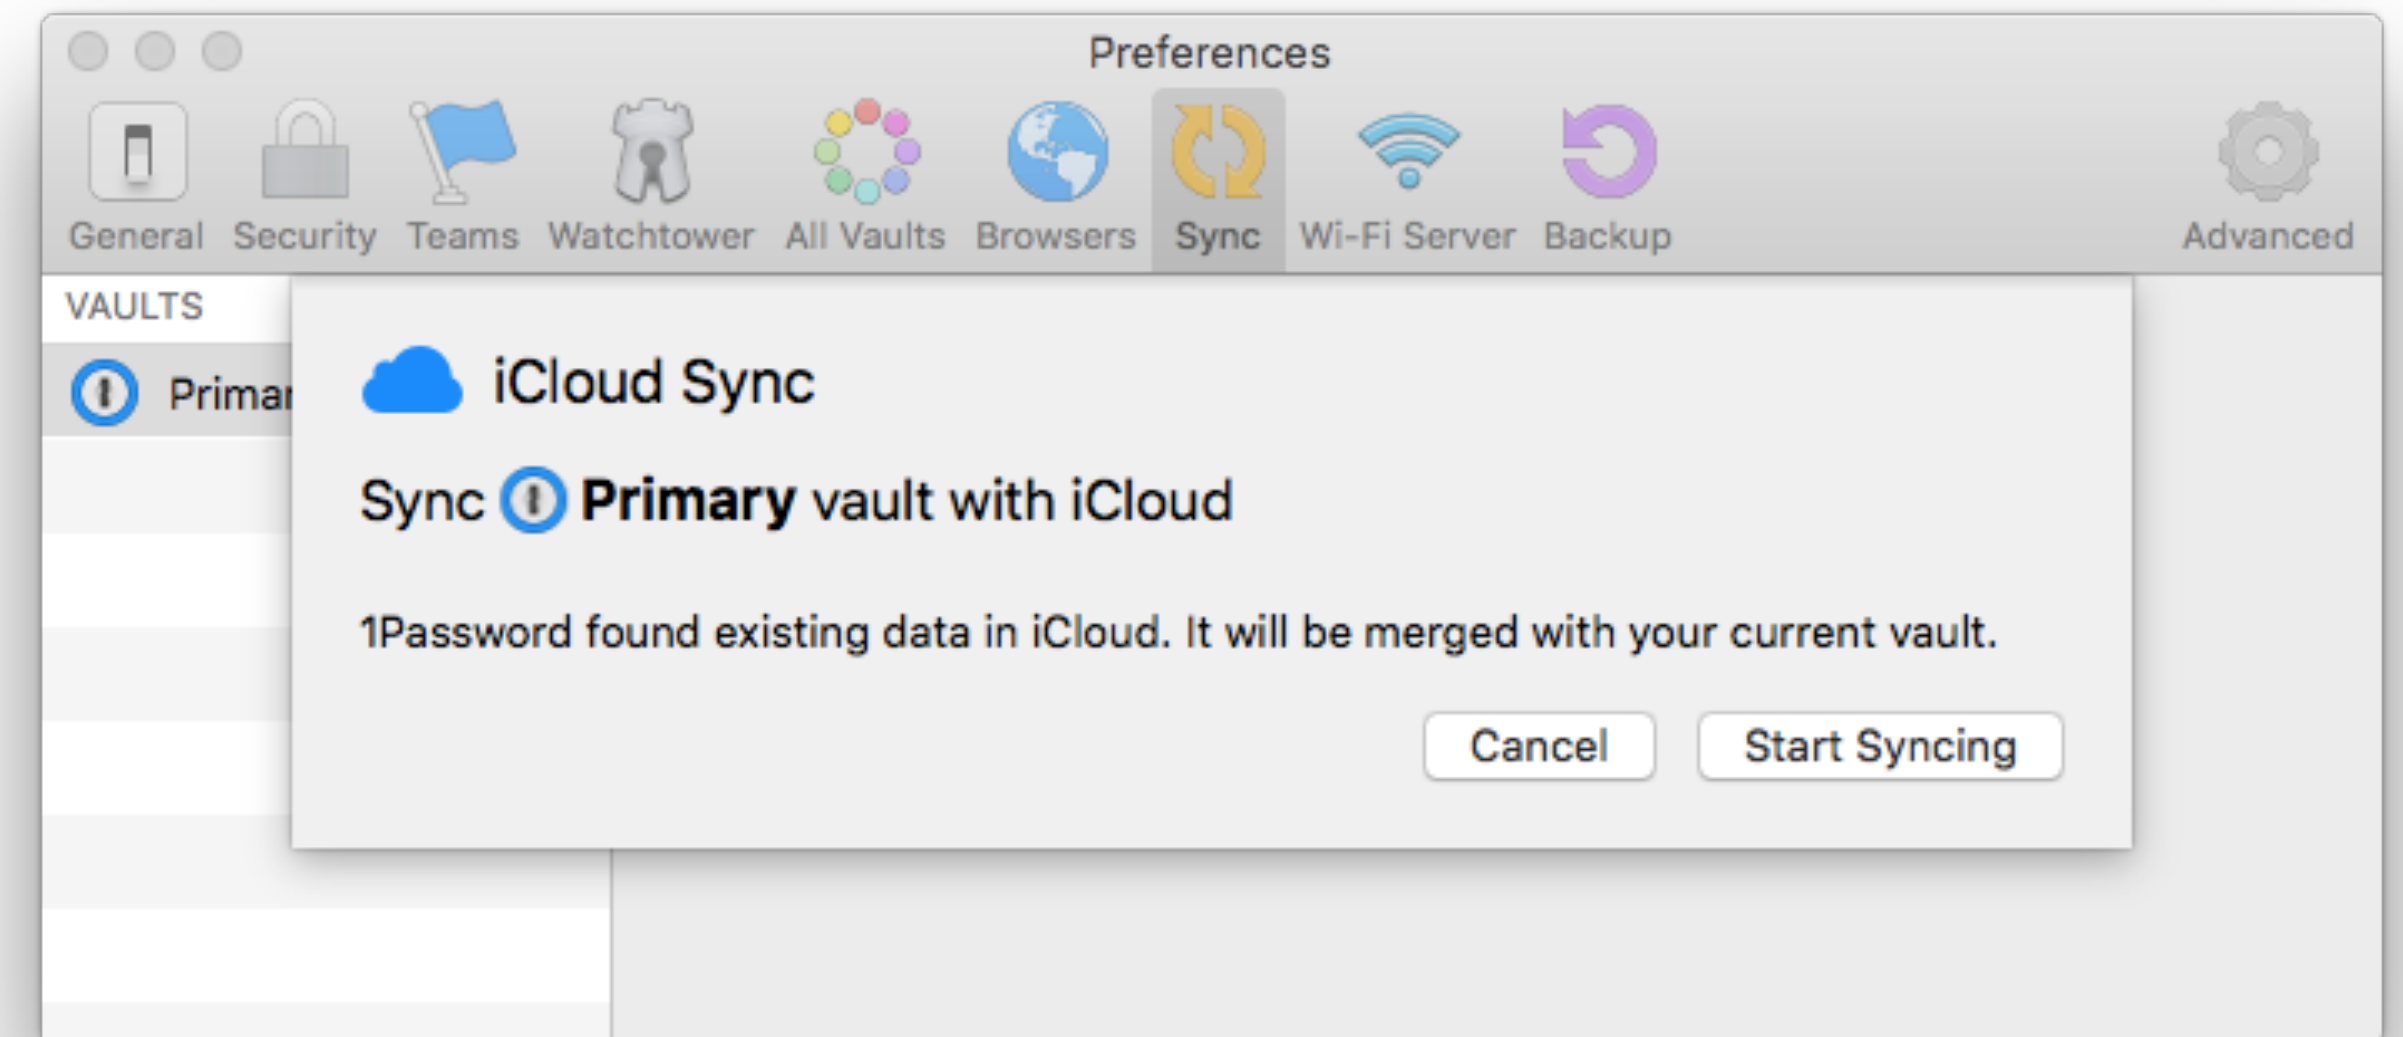 Preferences
General Security Teams Watchtower All Vaults Browsers Sync Wi-Fi Server Backup Advanced
VAULTS
Primar
iCloud Sync
Sync Primary vault with iCloud
1Password found existing data in iCloud. It will be merged with your current vault.
Cancel Start Syncing